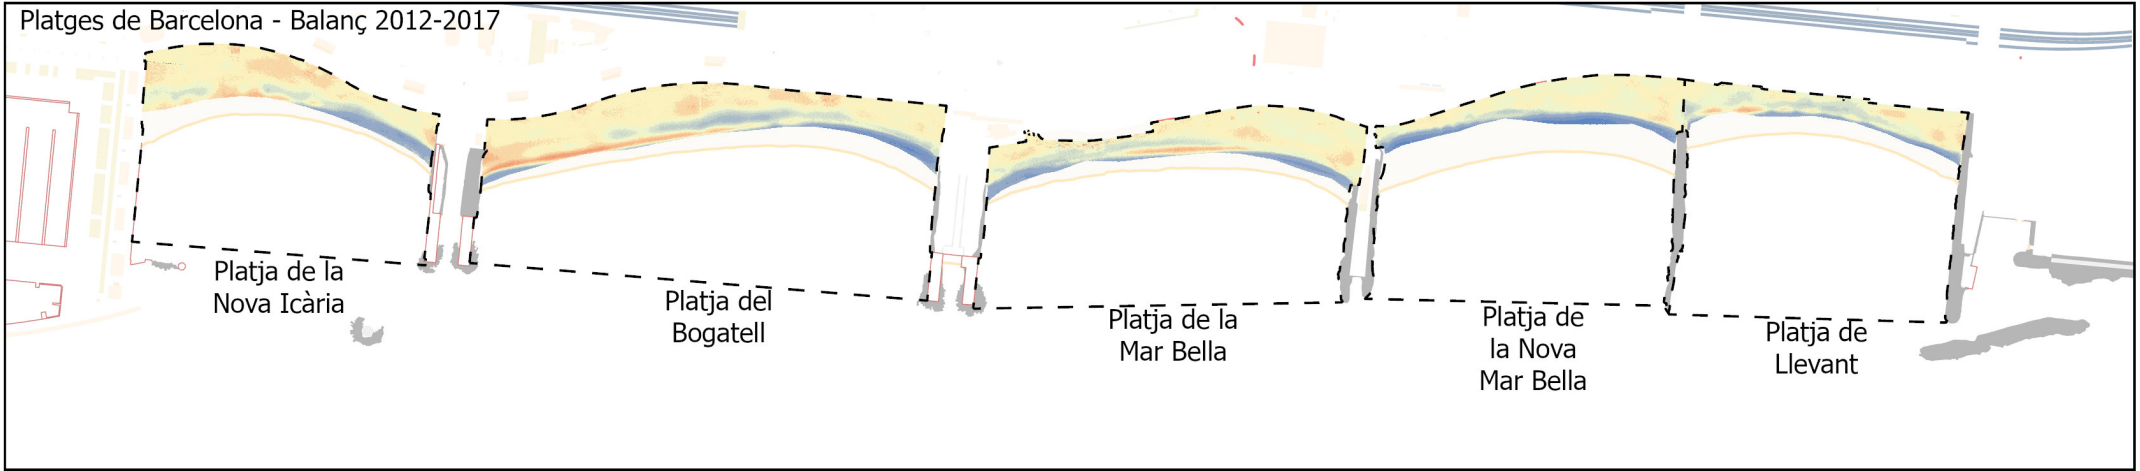 Platges de Barcelona - Balanç 2012-2017
Platja de la
Nova Icària
Platja del
Bogatell
Platja de la
Mar Bella
Platja de
la Nova
Mar Bella
Platja de
Llevant